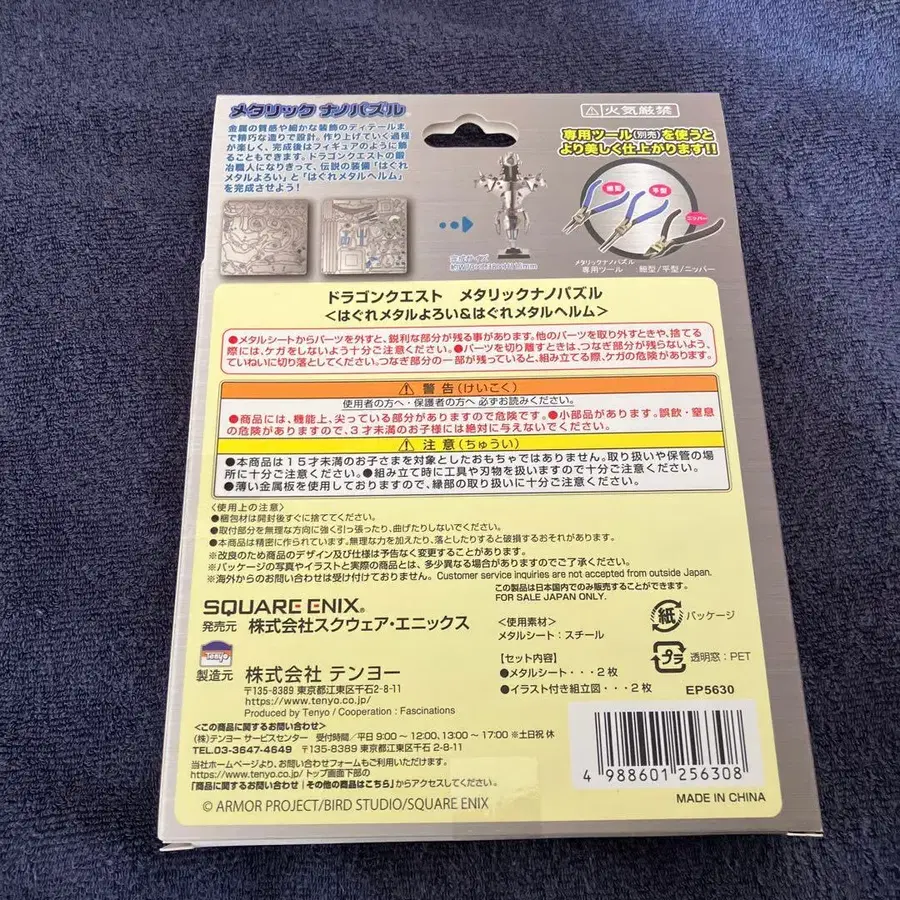 メタリック ナノパズル
金属の質感や細かな装飾のディテールま
で精巧な造りで設計。作り上げていく過程
が楽しく、完成後はフィギュアのように飾
ることもできます。ドラゴンクエストの鍛
冶職人になりきって、伝説の装備「はぐれ
メタルよろい」と「はぐれメタルヘルム」
を完成させよう!
⚠火気厳禁
専用ツール(別売)を使うと
より美しく仕上がります!!
細型
平型
ニッパー
メタリックナノパズル
専用ツール:細型/平型/ニッパー
完成サイズ
ドラゴンクエスト メタリックナノパズル
<はぐれメタルよろい&はぐれメタルヘルム>
●メタルシートからパーツを外すと、鋭利な部分が残る事があります。他のパーツを取り外すときや、捨てる
際には、ケガをしないよう十分ご注意ください。●パーツを切り離すときは、つなぎ部分が残らないよう、
ていねいに切り落としてください。つなぎ部分の一部が残っていると、組み立てる際、ケガの危険があります。
⚠ 警告(けいこく)
使用者の方へ・保護者の方へ 必ずお読みください。
●商品には、機能上、尖っている部分がありますので危険です。●小部品があります。誤飲・窒息
の危険がありますので、3才未満のお子様には絶対に与えないでください。
⚠ 注意(ちゅうい)
●本商品は15才未満のお子さまを対象としたおもちゃではありません。取り扱いや保管の場
所に十分ご注意ください。●組み立て時に工具や刃物を扱いますので十分ご注意ください。
●薄い金属板を使用しておりますので、縁部の取り扱いに十分ご注意ください。
<使用上の注意>
●梱包材は開封後すぐに捨ててください。
●取付部分を無理な方向に強く引っ張ったり、曲げたりしないでください。
●本商品は精密に作られています。無理な力を加えたり、落としたりすると破損するおそれがあります。
※改良のため商品のデザイン及び仕様は予告なく変更することがあります。
※パッケージの写真やイラストと実際の商品とは、多少異なる場合がありますのでご了承ください。
※海外からのお問い合わせは受け付けておりません。 Customer service inquiries are not accepted from outside Japan.
この製品は日本国内でのみ販売することができます。
FOR SALE JAPAN ONLY.
SQUARE ENIX®
発売元 株式会社スクウェア・エニックス
Tenyo
製造元 株式会社 テンヨー
〒135-8389 東京都江東区千石2-8-11
https://www.tenyo.co.jp/
Produced by Tenyo / Cooperation : Fascinations
<この商品に関するお問い合わせ>
(株)テンヨー サービスセンター 受付時間/平日 9:00 ~ 12:00、13:00 ~ 17:00 ※土日祝 休
TEL.03-3647-4649 〒135-8389 東京都江東区千石 2-8-11
当社ホームページより、お問い合わせフォームもご利用いただけます。
https://www.tenyo.co.jp/ トップ画面下部の
「商品に関するお問い合わせ|その他の商品はこちら」からアクセスしてください。
© ARMOR PROJECT/BIRD STUDIO/SQUARE ENIX
<使用素材>
メタルシート:スチール
【セット内容】
●メタルシート・・・2枚
●イラスト付き組立図・・・2枚
紙 パッケージ
プラ 透明窓:PET
EP5630
4 988601 256308
MADE IN CHINA